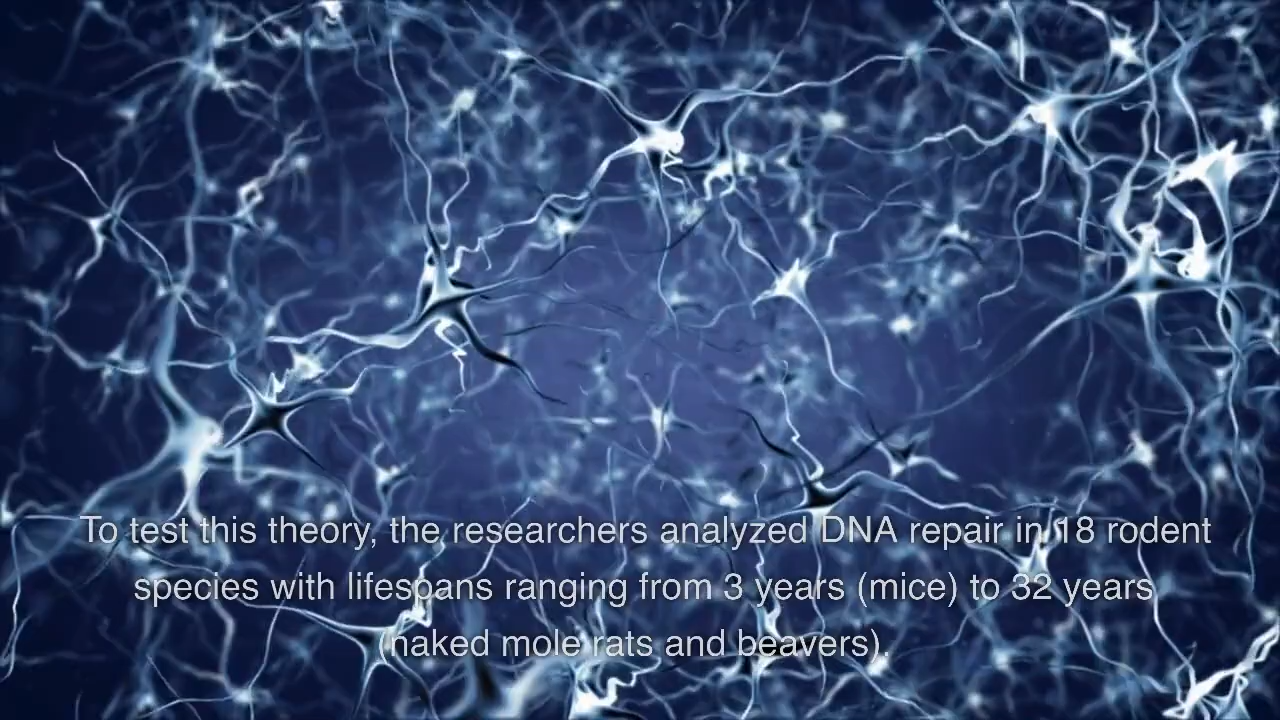 To test this theory, the researchers analyzed DNA repair in 18 rodent
species with lifespans ranging from 3 years (mice) to 32 years
(naked mole rats and beavers).